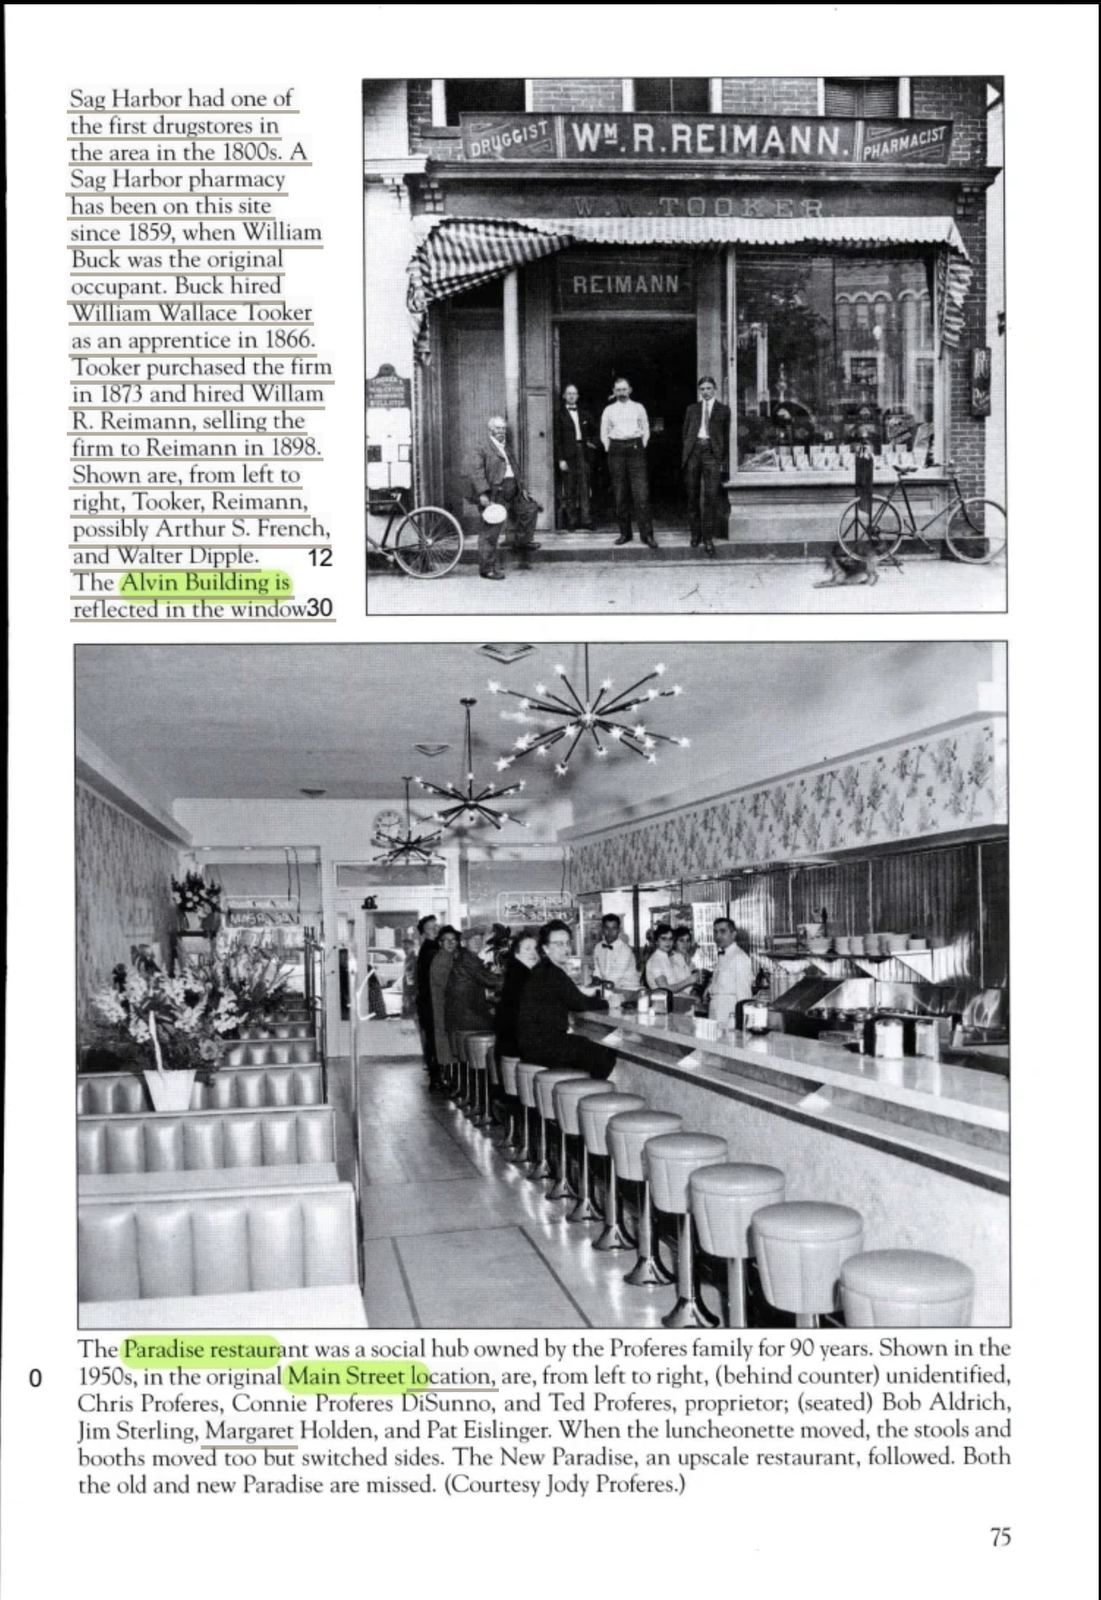 Sag Harbor had one of
the first drugstores in
the area in the 1800s. A
Sag Harbor pharmacy
has been on this site
since 1859, when William
Buck was the original
occupant. Buck hired
William Wallace Tooker
as an apprentice in 1866.
Tooker purchased the firm
in 1873 and hired Willam
R. Reimann, selling the
firm to Reimann in 1898.
Shown are, from left to
right, Tooker, Reimann,
possibly Arthur S. French,
and Walter Dipple. 12
The Alvin Building is
reflected in the window30
DRUGGIST WM. R. REIMANN. PHARMACIST
W. W. TOOKER
REIMANN
The Paradise restaurant was a social hub owned by the Proferes family for 90 years. Shown in the
0 1950s, in the original Main Street location, are, from left to right, (behind counter) unidentified,
Chris Proferes, Connie Proferes DiSunno, and Ted Proferes, proprietor; (seated) Bob Aldrich,
Jim Sterling, Margaret Holden, and Pat Eislinger. When the luncheonette moved, the stools and
booths moved too but switched sides. The New Paradise, an upscale restaurant, followed. Both
the old and new Paradise are missed. (Courtesy Jody Proferes.)
75